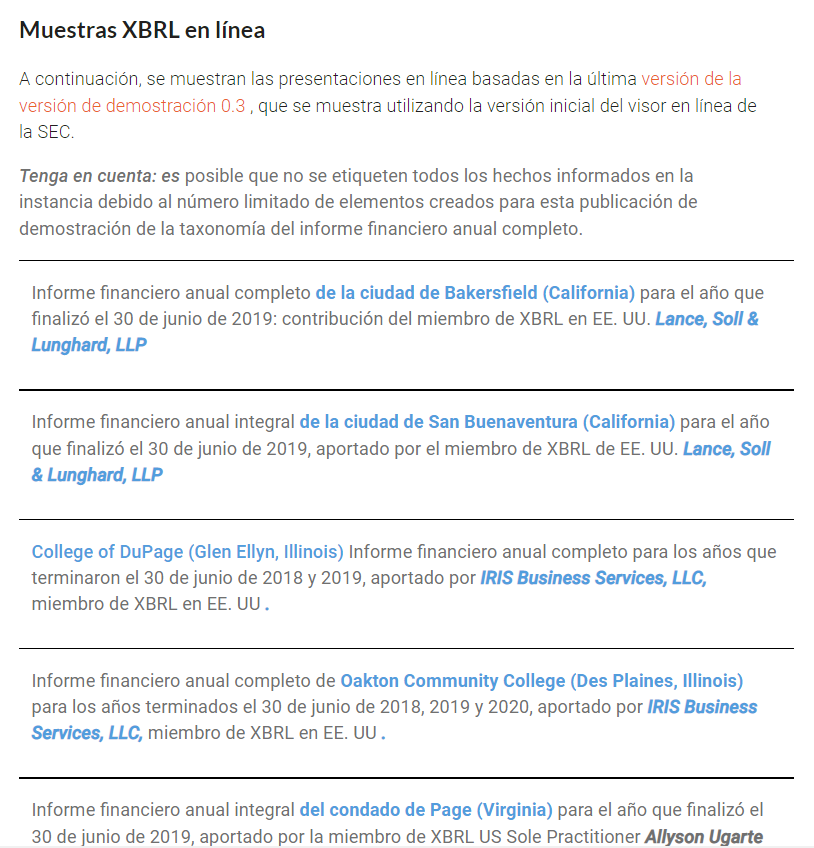 Muestras XBRL en línea
A continuación, se muestran las presentaciones en línea basadas en la última versión de la
versión de demostración 0.3 , que se muestra utilizando la versión inicial del visor en línea de
la SEC.
Tenga en cuenta: es posible que no se etiqueten todos los hechos informados en la
instancia debido al número limitado de elementos creados para esta publicación de
demostración de la taxonomía del informe financiero anual completo.
Informe financiero anual completo de la ciudad de Bakersfield (California) para el año que
finalizó el 30 de junio de 2019: contribución del miembro de XBRL en EE. UU. Lance, Soll &
Lunghard, LLP
Informe financiero anual integral de la ciudad de San Buenaventura (California) para el año
que finalizó el 30 de junio de 2019, aportado por el miembro de XBRL de EE. UU. Lance, Soll
& Lunghard, LLP
College of DuPage (Glen Ellyn, Illinois) Informe financiero anual completo para los años que
terminaron el 30 de junio de 2018 y 2019, aportado por IRIS Business Services, LLC,
miembro de XBRL en EE. UU .
Informe financiero anual completo de Oakton Community College (Des Plaines, Illinois)
para los años terminados el 30 de junio de 2018, 2019 y 2020, aportado por IRIS Business
Services, LLC, miembro de XBRL en EE. UU .
Informe financiero anual integral del condado de Page (Virginia) para el año que finalizó el
30 de junio de 2019, aportado por la miembro de XBRL US Sole Practitioner Allyson Ugarte